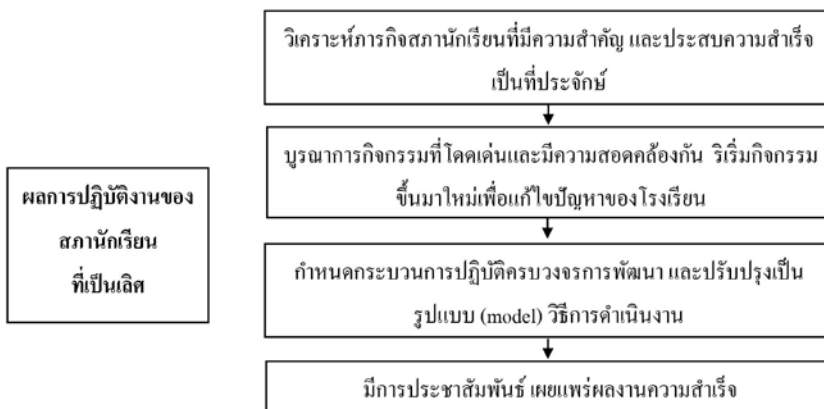 วิเคราะห์ภารกิจสภานักเรียนที่มีความสำคัญ และประสบความสำเร็จ
เป็นที่ประจักษ์
บูรณาการกิจกรรมที่โดดเด่นและมีความสอดคล้องกัน ริเริ่มกิจกรรม
ขึ้นมาใหม่เพื่อแก้ไขปัญหาของโรงเรียน
ผลการปฏิบัติงานของ
สภานักเรียน
ที่เป็นเลิศ
กำหนดกระบวนการปฏิบัติครบวงจรการพัฒนา และปรับปรุงเป็น
รูปแบบ (model) วิธีการดำเนินงาน
มีการประชาสัมพันธ์ เผยแพร่ผลงานความสำเร็จ